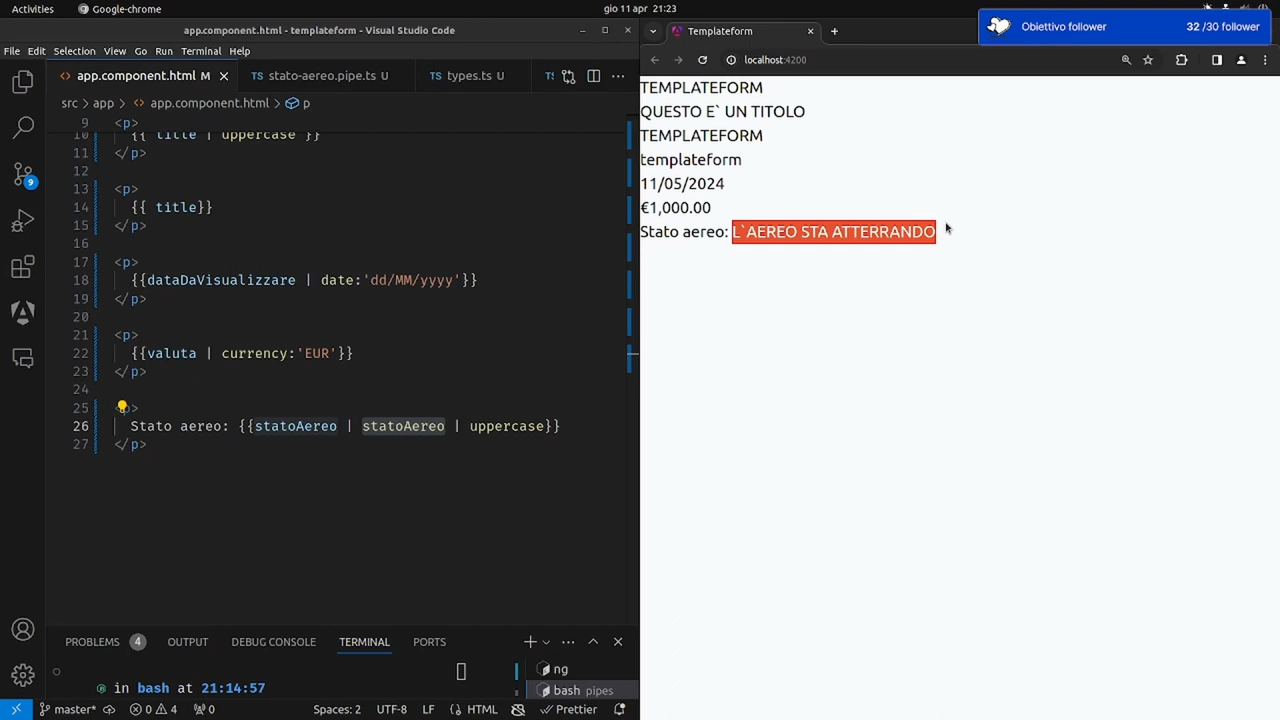 Activities
Google-chrome
gio 11 apr 21:23
app.component.html - templateform - Visual Studio Code
File Edit Selection View Go Run Terminal Help
app.component.html M
TS stato-aereo.pipe.ts U
TS types.ts U
src > app > app.component.html > p
9 <p>
10 {{ title | uppercase }}
11 </p>
12
13 <p>
14 {{ title}}
15 </p>
16
17 <p>
18 {{dataDaVisualizzare | date:'dd/MM/yyyy'}}
19 </p>
20
21 <p>
22 {{valuta | currency:'EUR'}}
23 </p>
24
25 <p>
26 Stato aereo: {{statoAereo | statoAereo | uppercase}}
27 </p>
9
PROBLEMS 4 OUTPUT DEBUG CONSOLE TERMINAL PORTS
in bash at 21:14:57
ng
bash pipes
master* 0 4 0 Spaces: 2 UTF-8 LF HTML Prettier
Templateform
localhost:4200
Obiettivo follower 32 /30 follower
TEMPLATEFORM
QUESTO E` UN TITOLO
TEMPLATEFORM
templateform
11/05/2024
€1,000.00
Stato aereo: L`AEREO STA ATTERRANDO